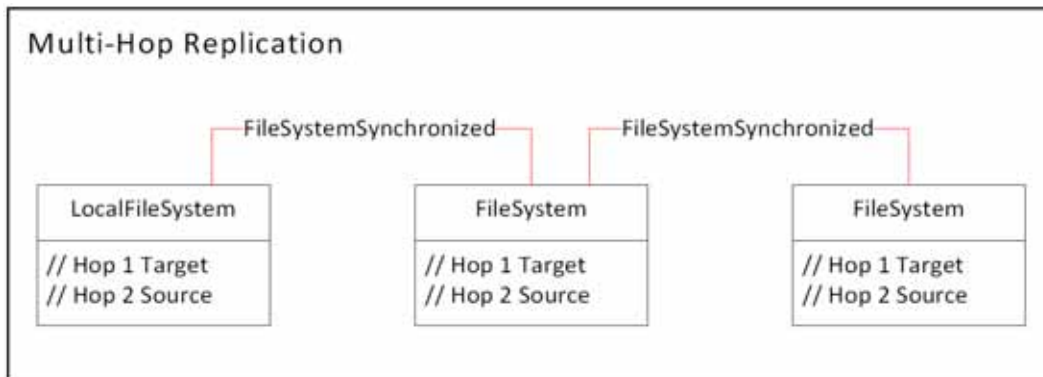 Multi-Hop Replication
FileSystemSynchronized
FileSystemSynchronized
LocalFileSystem
// Hop 1 Target
// Hop 2 Source
FileSystem
// Hop 1 Target
// Hop 2 Source
FileSystem
// Hop 1 Target
// Hop 2 Source